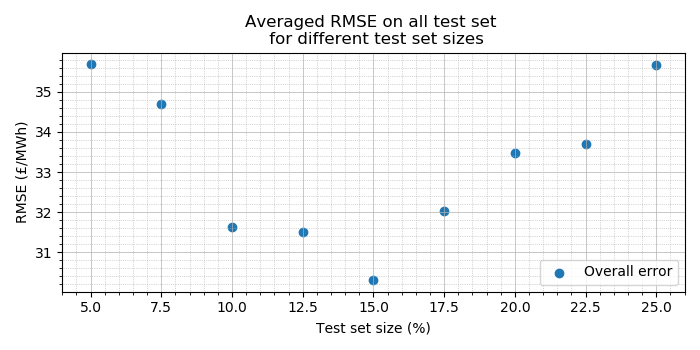 Averaged RMSE on all test set
for different test set sizes
RMSE (£/MWh)
35
34
33
32
31
5.0 7.5 10.0 12.5 15.0 17.5 20.0 22.5 25.0
Test set size (%)
Overall error